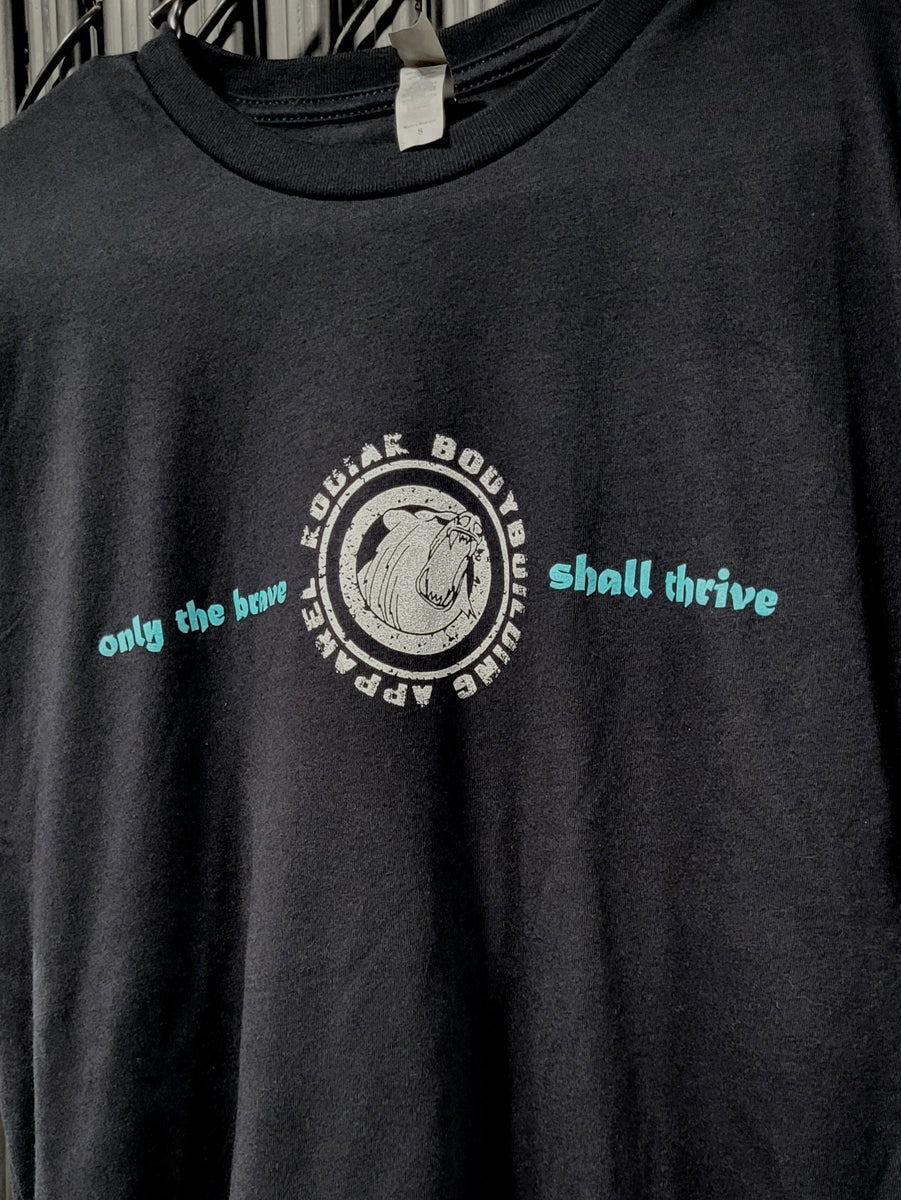 only the brave
KODIAK BODYBUILDING APPAREL
shall thrive
S